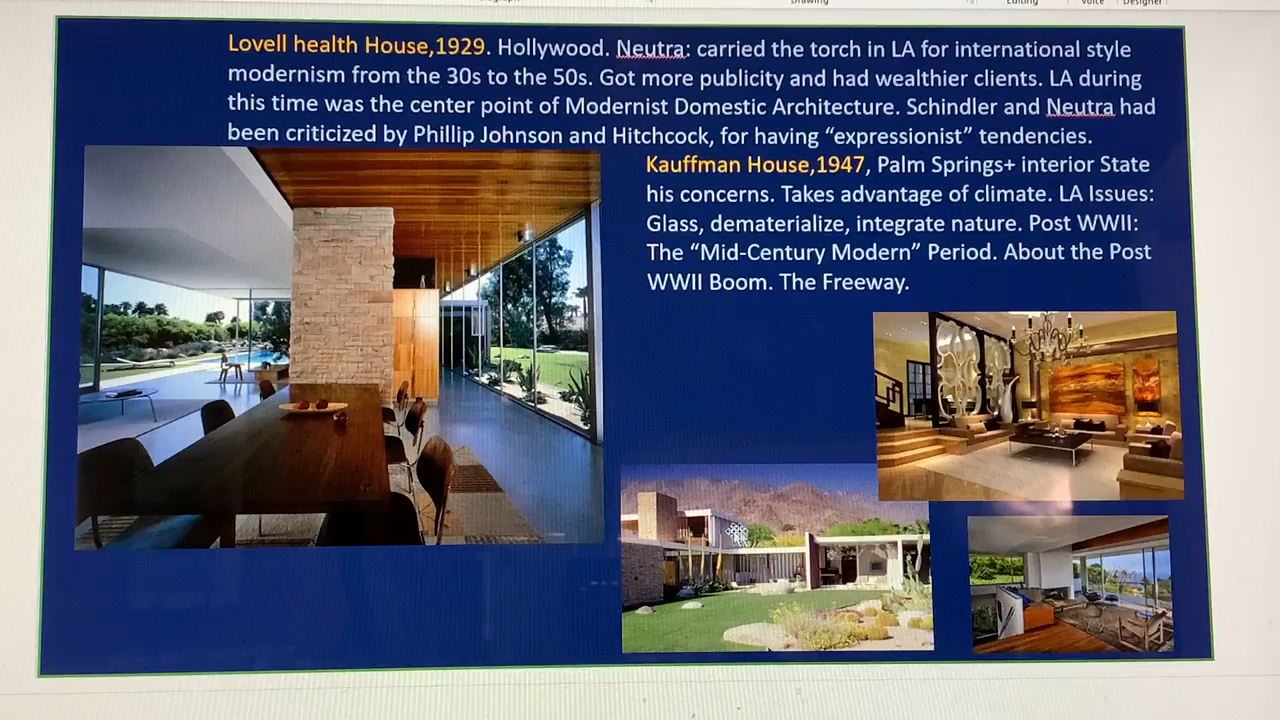 Drawing
Editing
Voice
Designer
Lovell health House,1929. Hollywood. Neutra: carried the torch in LA for international style
modernism from the 30s to the 50s. Got more publicity and had wealthier clients. LA during
this time was the center point of Modernist Domestic Architecture. Schindler and Neutra had
been criticized by Phillip Johnson and Hitchcock, for having “expressionist” tendencies.
Kauffman House,1947, Palm Springs+ interior State
his concerns. Takes advantage of climate. LA Issues:
Glass, dematerialize, integrate nature. Post WWII:
The “Mid-Century Modern” Period. About the Post
WWII Boom. The Freeway.